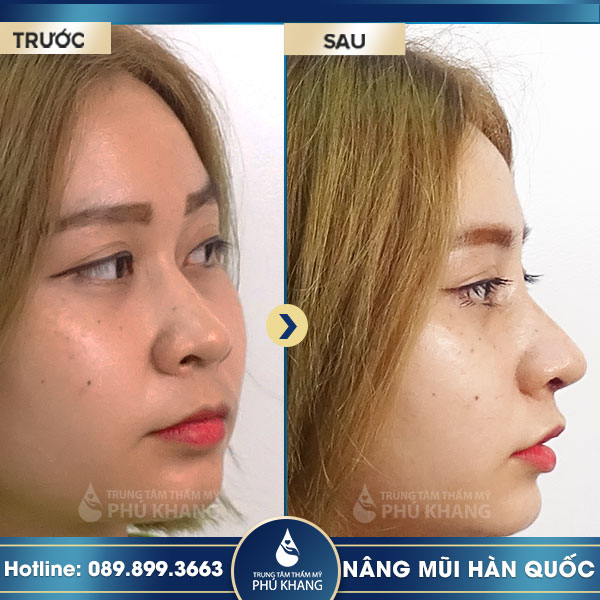 TRƯỚC
SAU
TRUNG TÂM THẨM MỸ
PHÚ KHANG
TRUNG TÂM THẨM MỸ
PHÚ KHANG
Hotline: 089.899.3663
TRUNG TÂM THẨM MỸ
PHÚ KHANG
NÂNG MŨI HÀN QUỐC